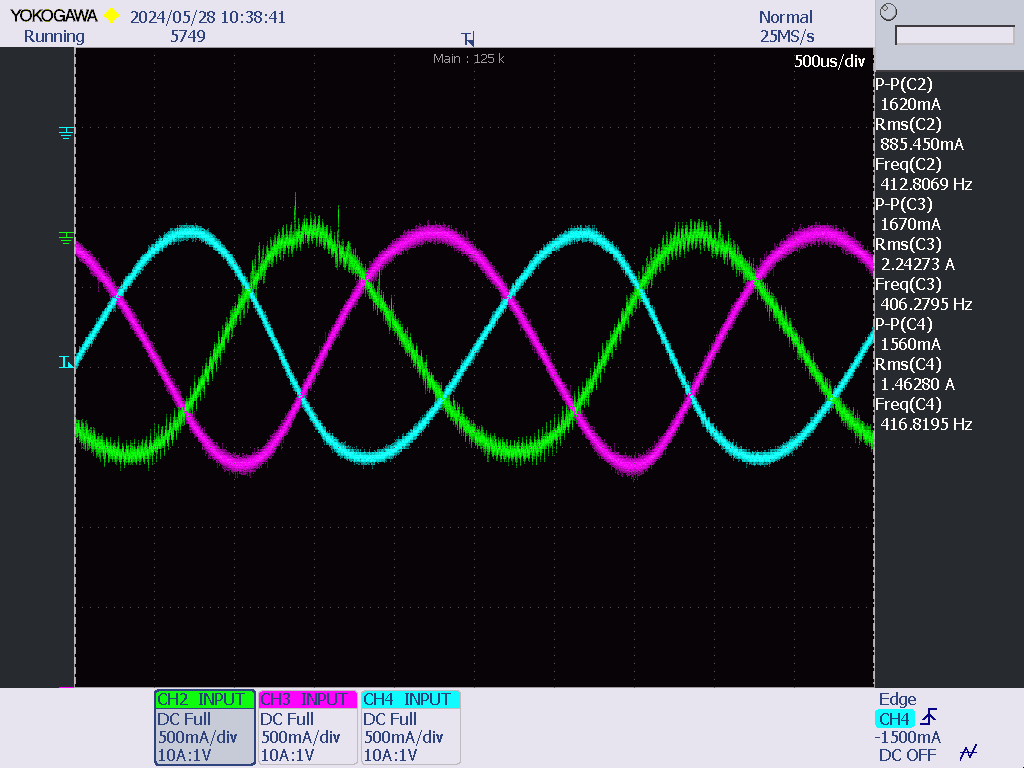 YOKOGAWA 2024/05/28 10:38:41 Normal
Running 5749 25MS/s
Main : 125 k
500us/div
P-P(C2)
1620mA
Rms(C2)
885.450mA
Freq(C2)
412.8069 Hz
P-P(C3)
1670mA
Rms(C3)
2.24273 A
Freq(C3)
406.2795 Hz
P-P(C4)
1560mA
Rms(C4)
1.46280 A
Freq(C4)
416.8195 Hz
CH2 INPUT CH3 INPUT CH4 INPUT
DC Full DC Full DC Full
500mA/div 500mA/div 500mA/div
10A:1V 10A:1V 10A:1V
Edge
CH4
-1500mA
DC OFF